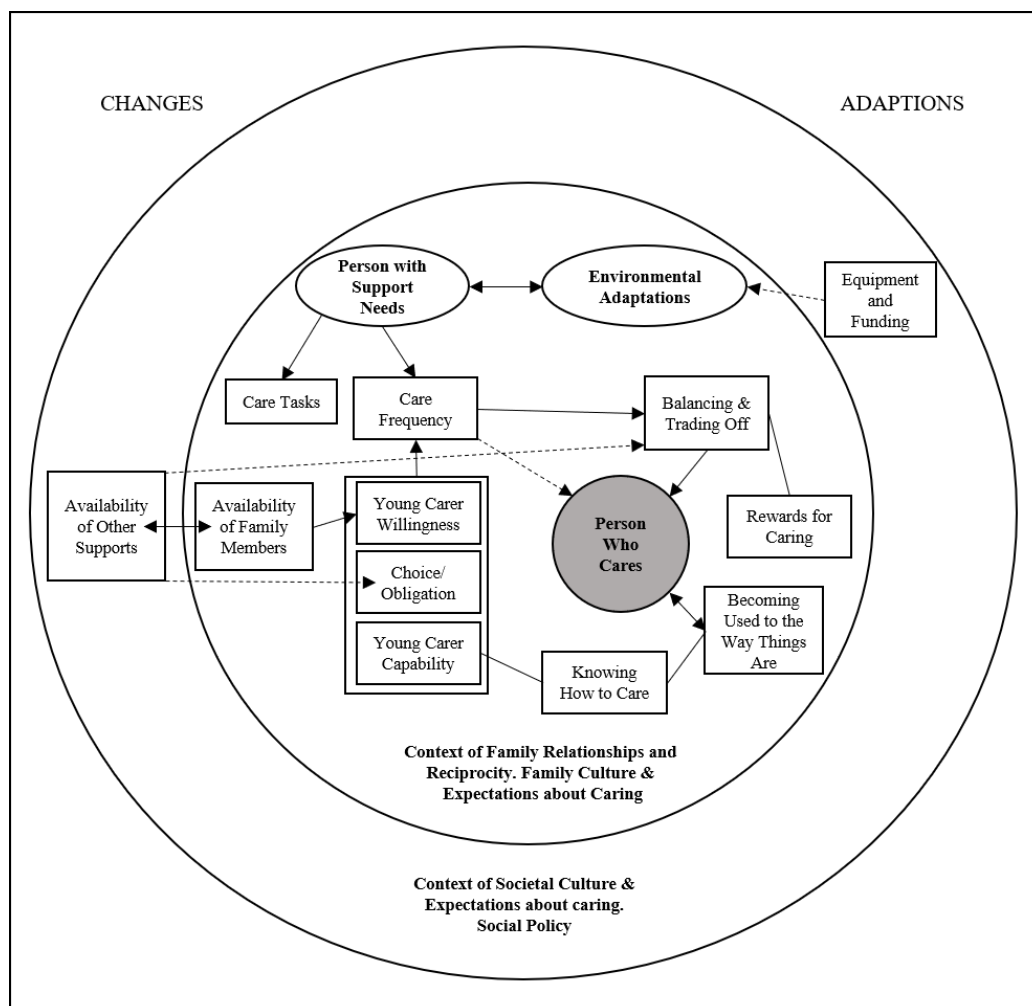 CHANGES
ADAPTIONS
Person with
Support
Needs
Environmental
Adaptations
Equipment
and
Funding
Care Tasks
Care
Frequency
Balancing &
Trading Off
Availability
of Other
Supports
Availability
of Family
Members
Young Carer
Willingness
Choice/
Obligation
Young Carer
Capability
Person
Who
Cares
Rewards for
Caring
Becoming
Used to the
Way Things
Are
Knowing
How to Care
Context of Family Relationships and
Reciprocity. Family Culture &
Expectations about Caring
Context of Societal Culture &
Expectations about caring.
Social Policy